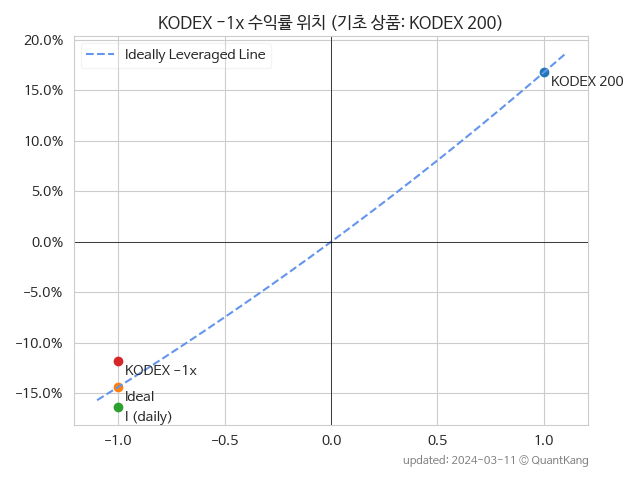 KODEX -1x 수익률 위치 (기초 상품: KODEX 200)
20.0%
Ideally Leveraged Line
15.0%
KODEX 200
10.0%
5.0%
0.0%
-5.0%
-10.0%
KODEX -1x
-15.0%
Ideal
I (daily)
-1.0 -0.5 0.0 0.5 1.0
updated: 2024-03-11 © QuantKang